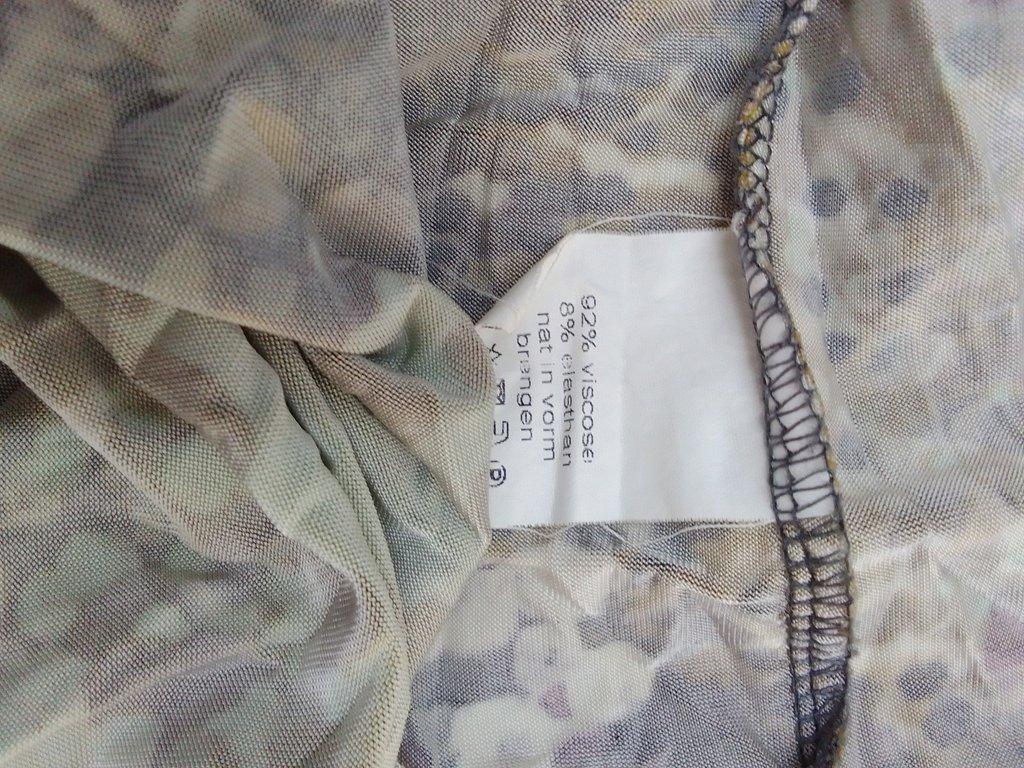 92% viscose
8% elasthan
nat in vorm
brengen